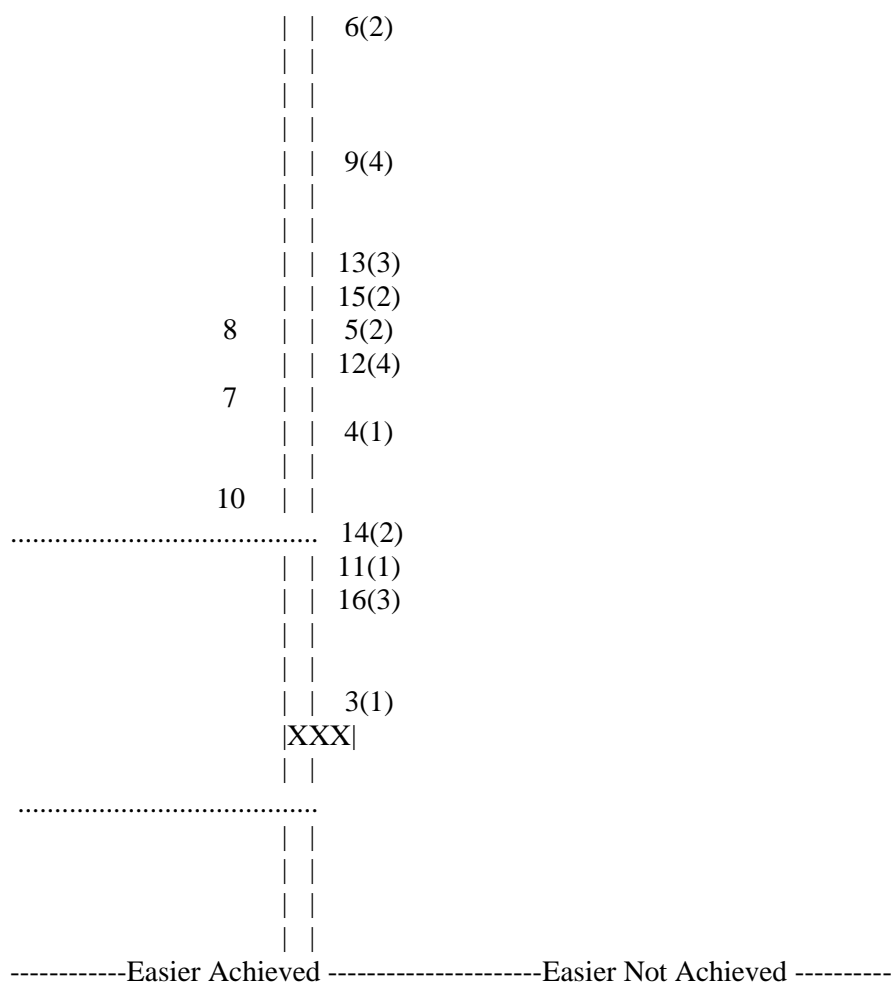 |   |   6(2)
|   |
|   |
|   |
|   |   9(4)
|   |
|   |
|   |   13(3)
|   |   15(2)
8   |   |   5(2)
|   |   12(4)
7   |   |
|   |   4(1)
|   |
10   |   |
.......................................... 14(2)
|   |   11(1)
|   |   16(3)
|   |
|   |
|   |   3(1)
|XXX|
|   |
.........................................
|   |
|   |
|   |
|   |
------------Easier Achieved ----------------------Easier Not Achieved ----------